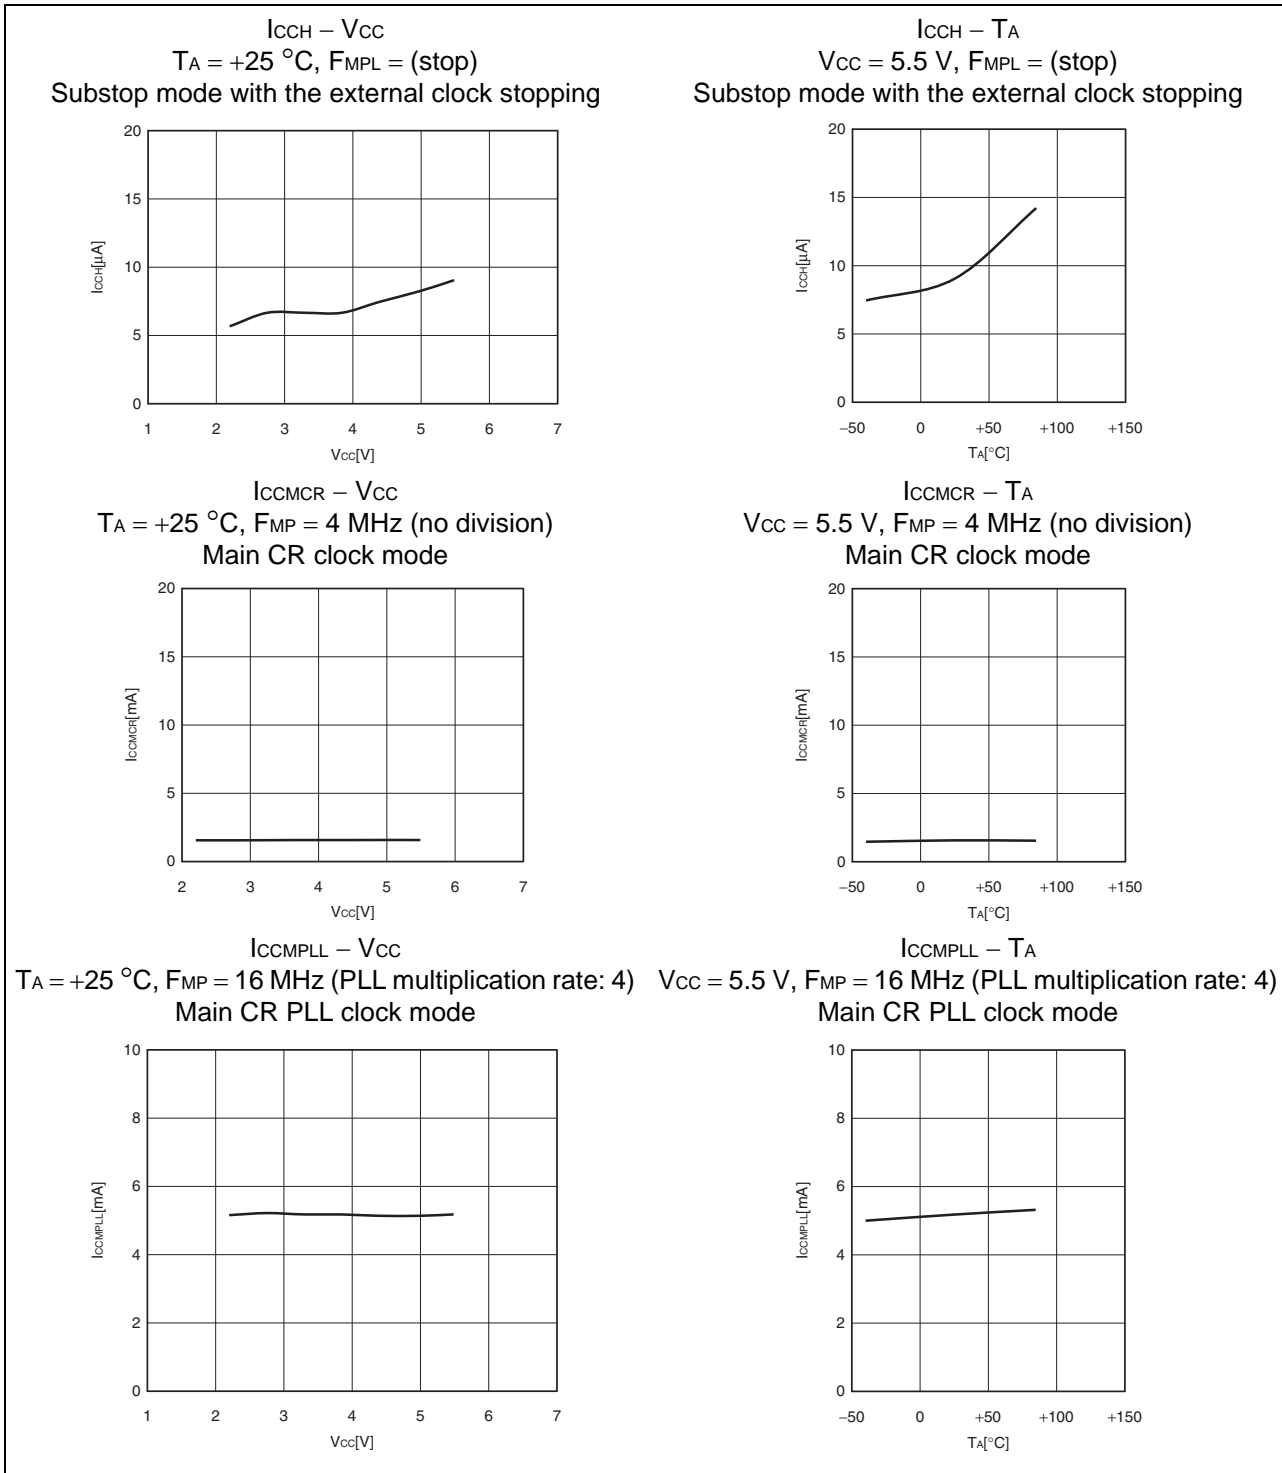 ICCH − VCC
TA = +25 °C, FMPL = (stop)
Substop mode with the external clock stopping
20
15
10
5
0
ICCH[μA]
1 2 3 4 5 6 7
VCC[V]
ICCH − TA
VCC = 5.5 V, FMPL = (stop)
Substop mode with the external clock stopping
20
15
10
5
0
ICCH[μA]
−50 0 +50 +100 +150
TA[°C]
ICCMCR − VCC
TA = +25 °C, FMP = 4 MHz (no division)
Main CR clock mode
20
15
10
5
0
ICCMCR[mA]
2 3 4 5 6 7
VCC[V]
ICCMCR − TA
VCC = 5.5 V, FMP = 4 MHz (no division)
Main CR clock mode
20
15
10
5
0
ICCMCR[mA]
−50 0 +50 +100 +150
TA[°C]
ICCMPLL − VCC
TA = +25 °C, FMP = 16 MHz (PLL multiplication rate: 4)
Main CR PLL clock mode
10
8
6
4
2
0
ICCMPLL[mA]
1 2 3 4 5 6 7
VCC[V]
ICCMPLL − TA
VCC = 5.5 V, FMP = 16 MHz (PLL multiplication rate: 4)
Main CR PLL clock mode
10
8
6
4
2
0
ICCMPLL[mA]
−50 0 +50 +100 +150
TA[°C]